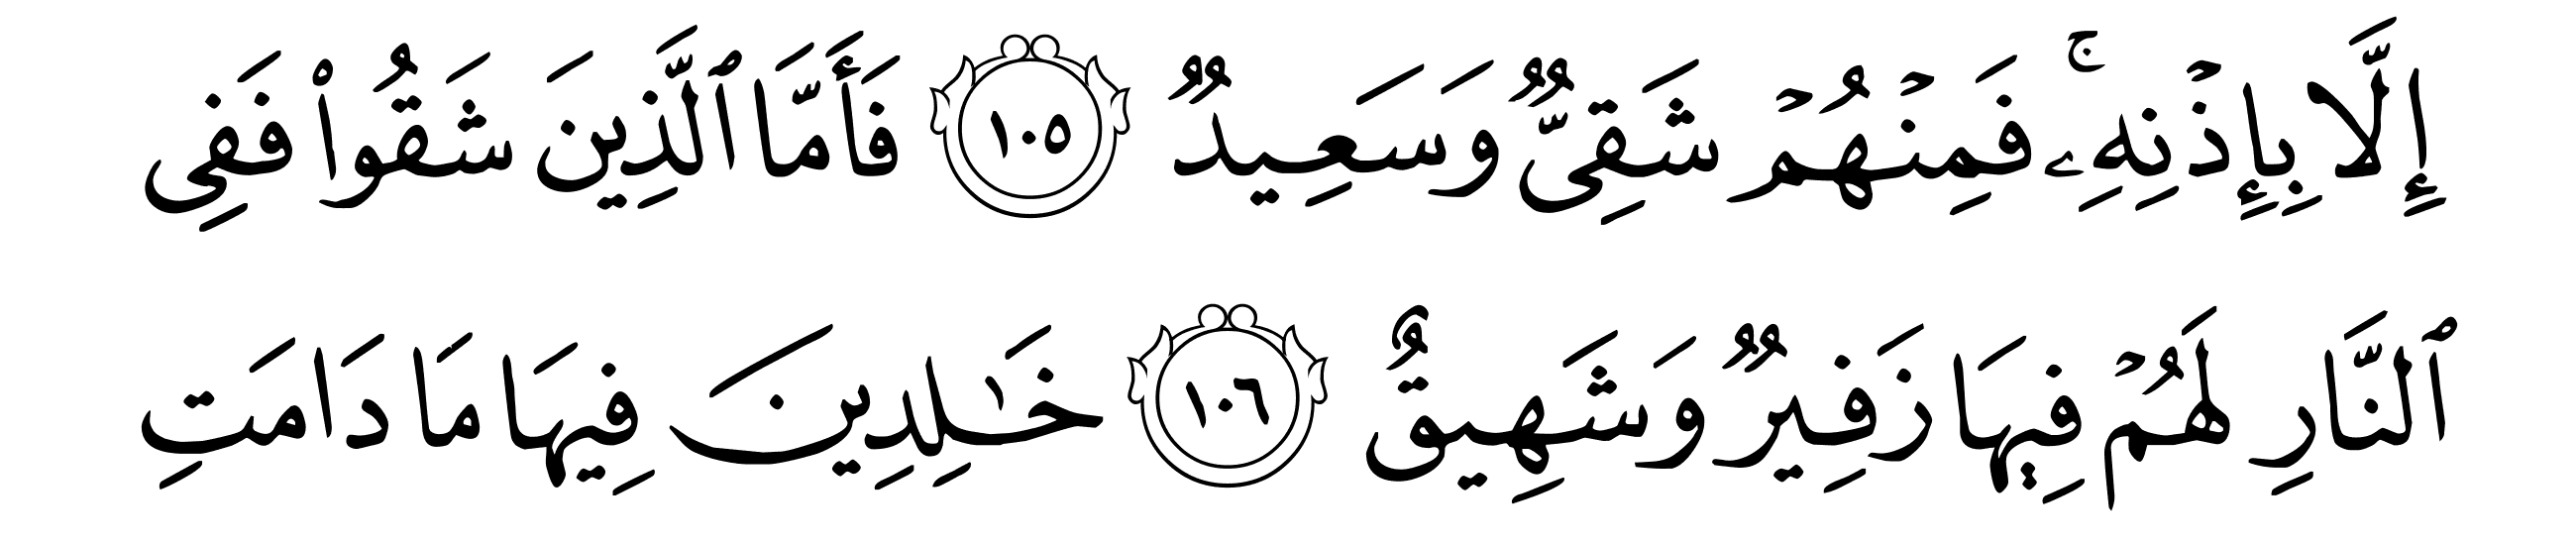 إِلَّا بِإِذۡنِهِۦۚ فَمِنۡهُمۡ شَقِىࣱّ وَسَعِيدࣱ ١٠٥ فَأَمَّا ٱلَّذِينَ شَقُوا۟ فَفِى
ٱلنَّارِ لَهُمۡ فِيهَا زَفِيرࣱ وَشَهِيقٌ ١٠٦ خَـٰلِدِينَ فِيهَا مَا دَامَتِ